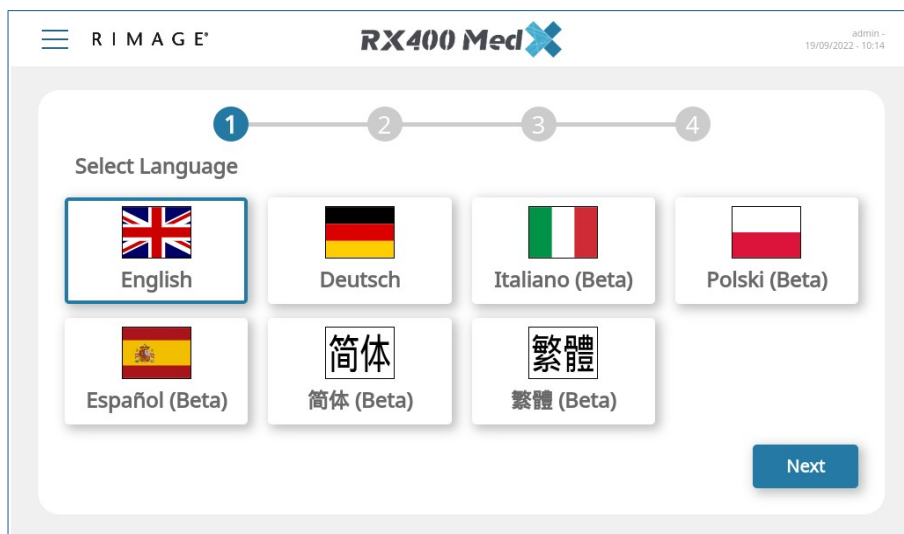 RIMAGE®
RX400 MedX
admin -
19/09/2022 - 10:14
1
2
3
4
Select Language
English
Deutsch
Italiano (Beta)
Polski (Beta)
Español (Beta)
简体
简体 (Beta)
繁體
繁體 (Beta)
Next